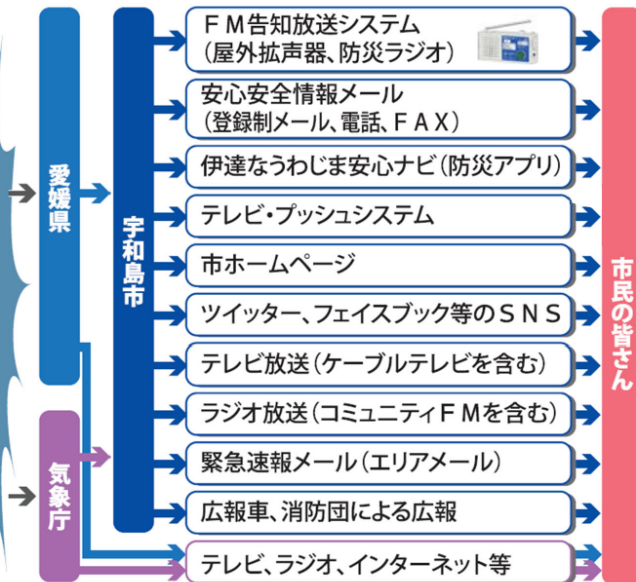 愛媛県
気象庁
宇和島市
ＦＭ告知放送システム
(屋外拡声器、防災ラジオ)
安心安全情報メール
(登録制メール、電話、ＦＡＸ)
伊達なうわじま安心ナビ(防災アプリ)
テレビ・プッシュシステム
市ホームページ
ツイッター、フェイスブック等のＳＮＳ
テレビ放送(ケーブルテレビを含む)
ラジオ放送(コミュニティＦＭを含む)
緊急速報メール(エリアメール)
広報車、消防団による広報
テレビ、ラジオ、インターネット等
市民の皆さん